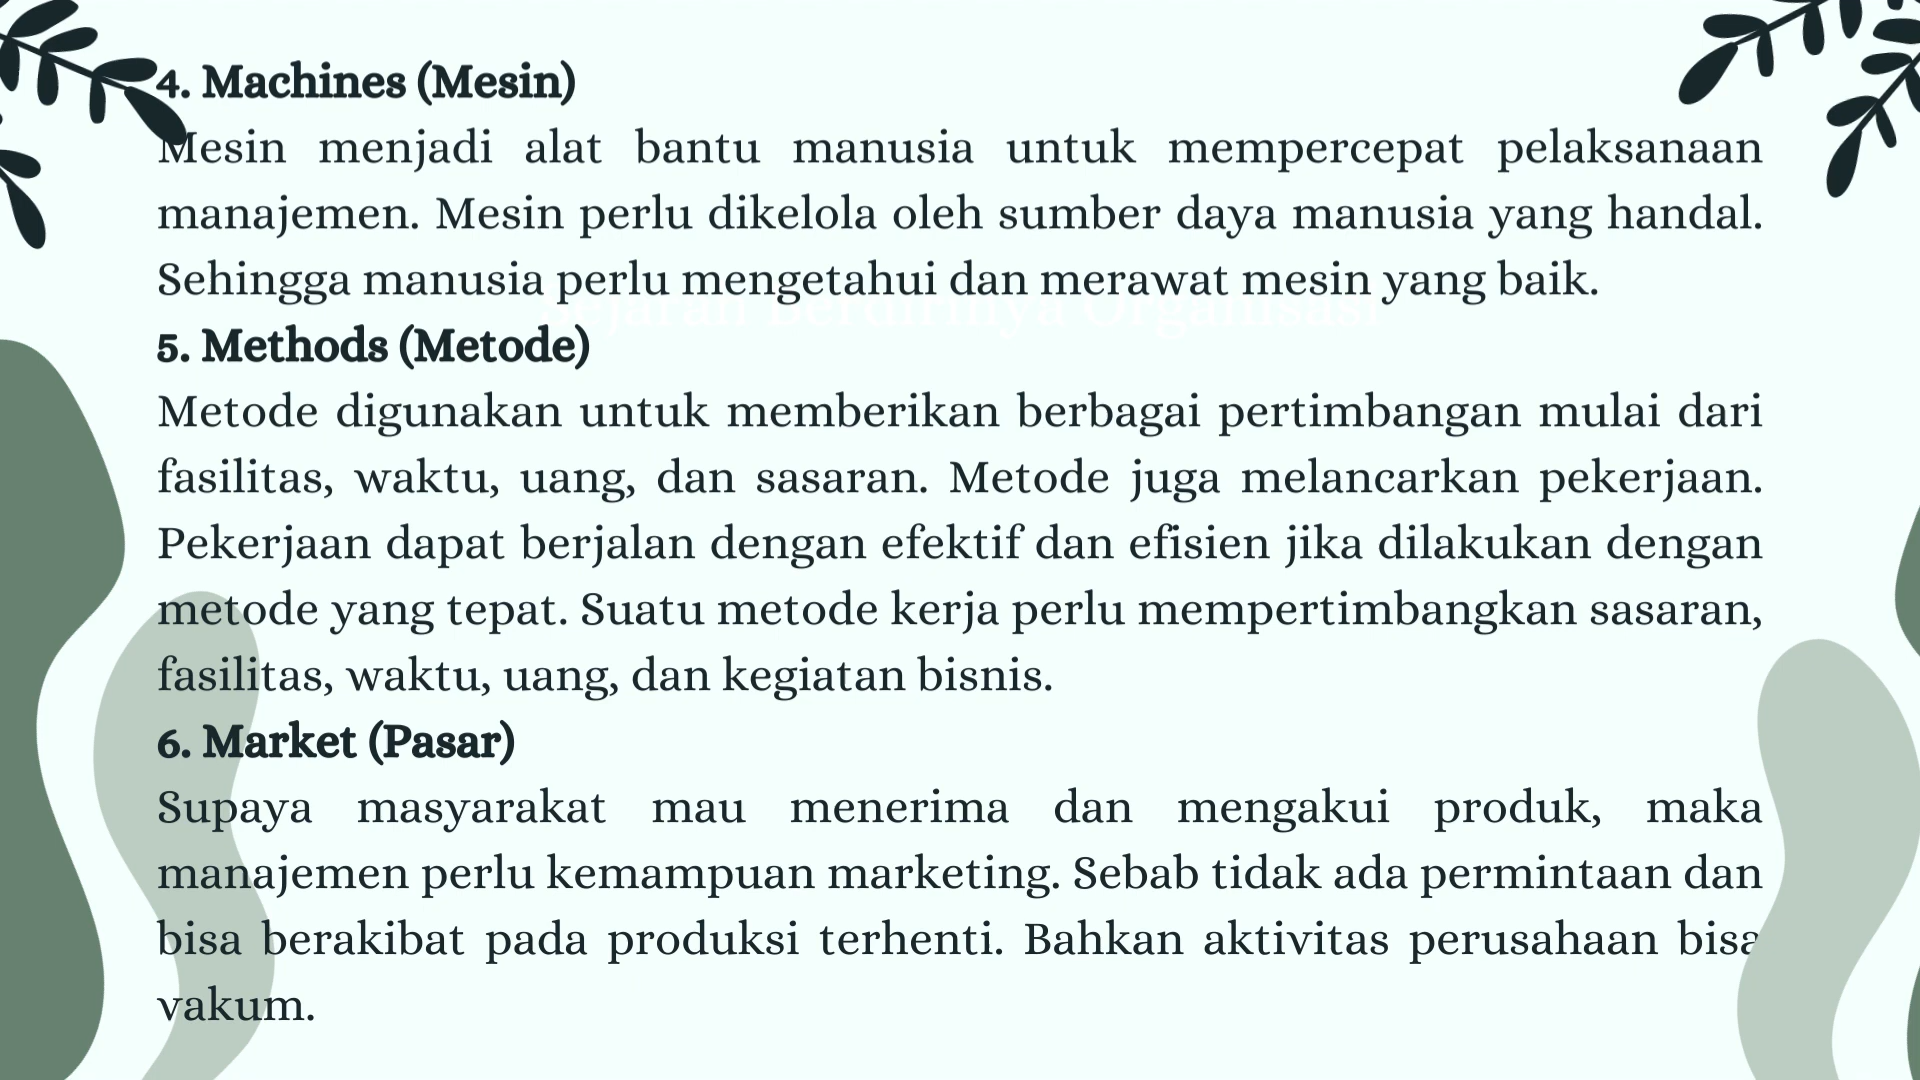 4. Machines (Mesin)
Mesin menjadi alat bantu manusia untuk mempercepat pelaksanaan
manajemen. Mesin perlu dikelola oleh sumber daya manusia yang handal.
Sehingga manusia perlu mengetahui dan merawat mesin yang baik.
Sejarah Berdirinya Organisasi
5. Methods (Metode)
Metode digunakan untuk memberikan berbagai pertimbangan mulai dari
fasilitas, waktu, uang, dan sasaran. Metode juga melancarkan pekerjaan.
Pekerjaan dapat berjalan dengan efektif dan efisien jika dilakukan dengan
metode yang tepat. Suatu metode kerja perlu mempertimbangkan sasaran,
fasilitas, waktu, uang, dan kegiatan bisnis.
6. Market (Pasar)
Supaya masyarakat mau menerima dan mengakui produk, maka
manajemen perlu kemampuan marketing. Sebab tidak ada permintaan dan
bisa berakibat pada produksi terhenti. Bahkan aktivitas perusahaan bisa
vakum.